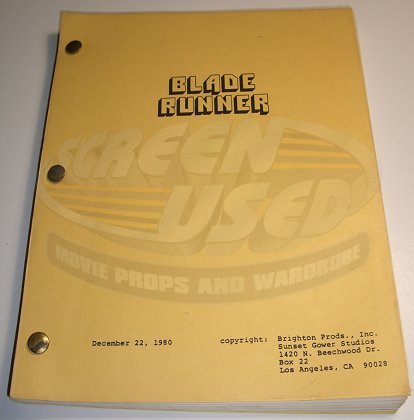 BLADE
RUNNER
SCREEN
USED
MOVIE PROPS AND WARDROBE
December 22, 1980
copyright: Brighton Prods., Inc.
Sunset Gower Studios
1420 N. Beechwood Dr.
Box 22
Los Angeles, CA 90028